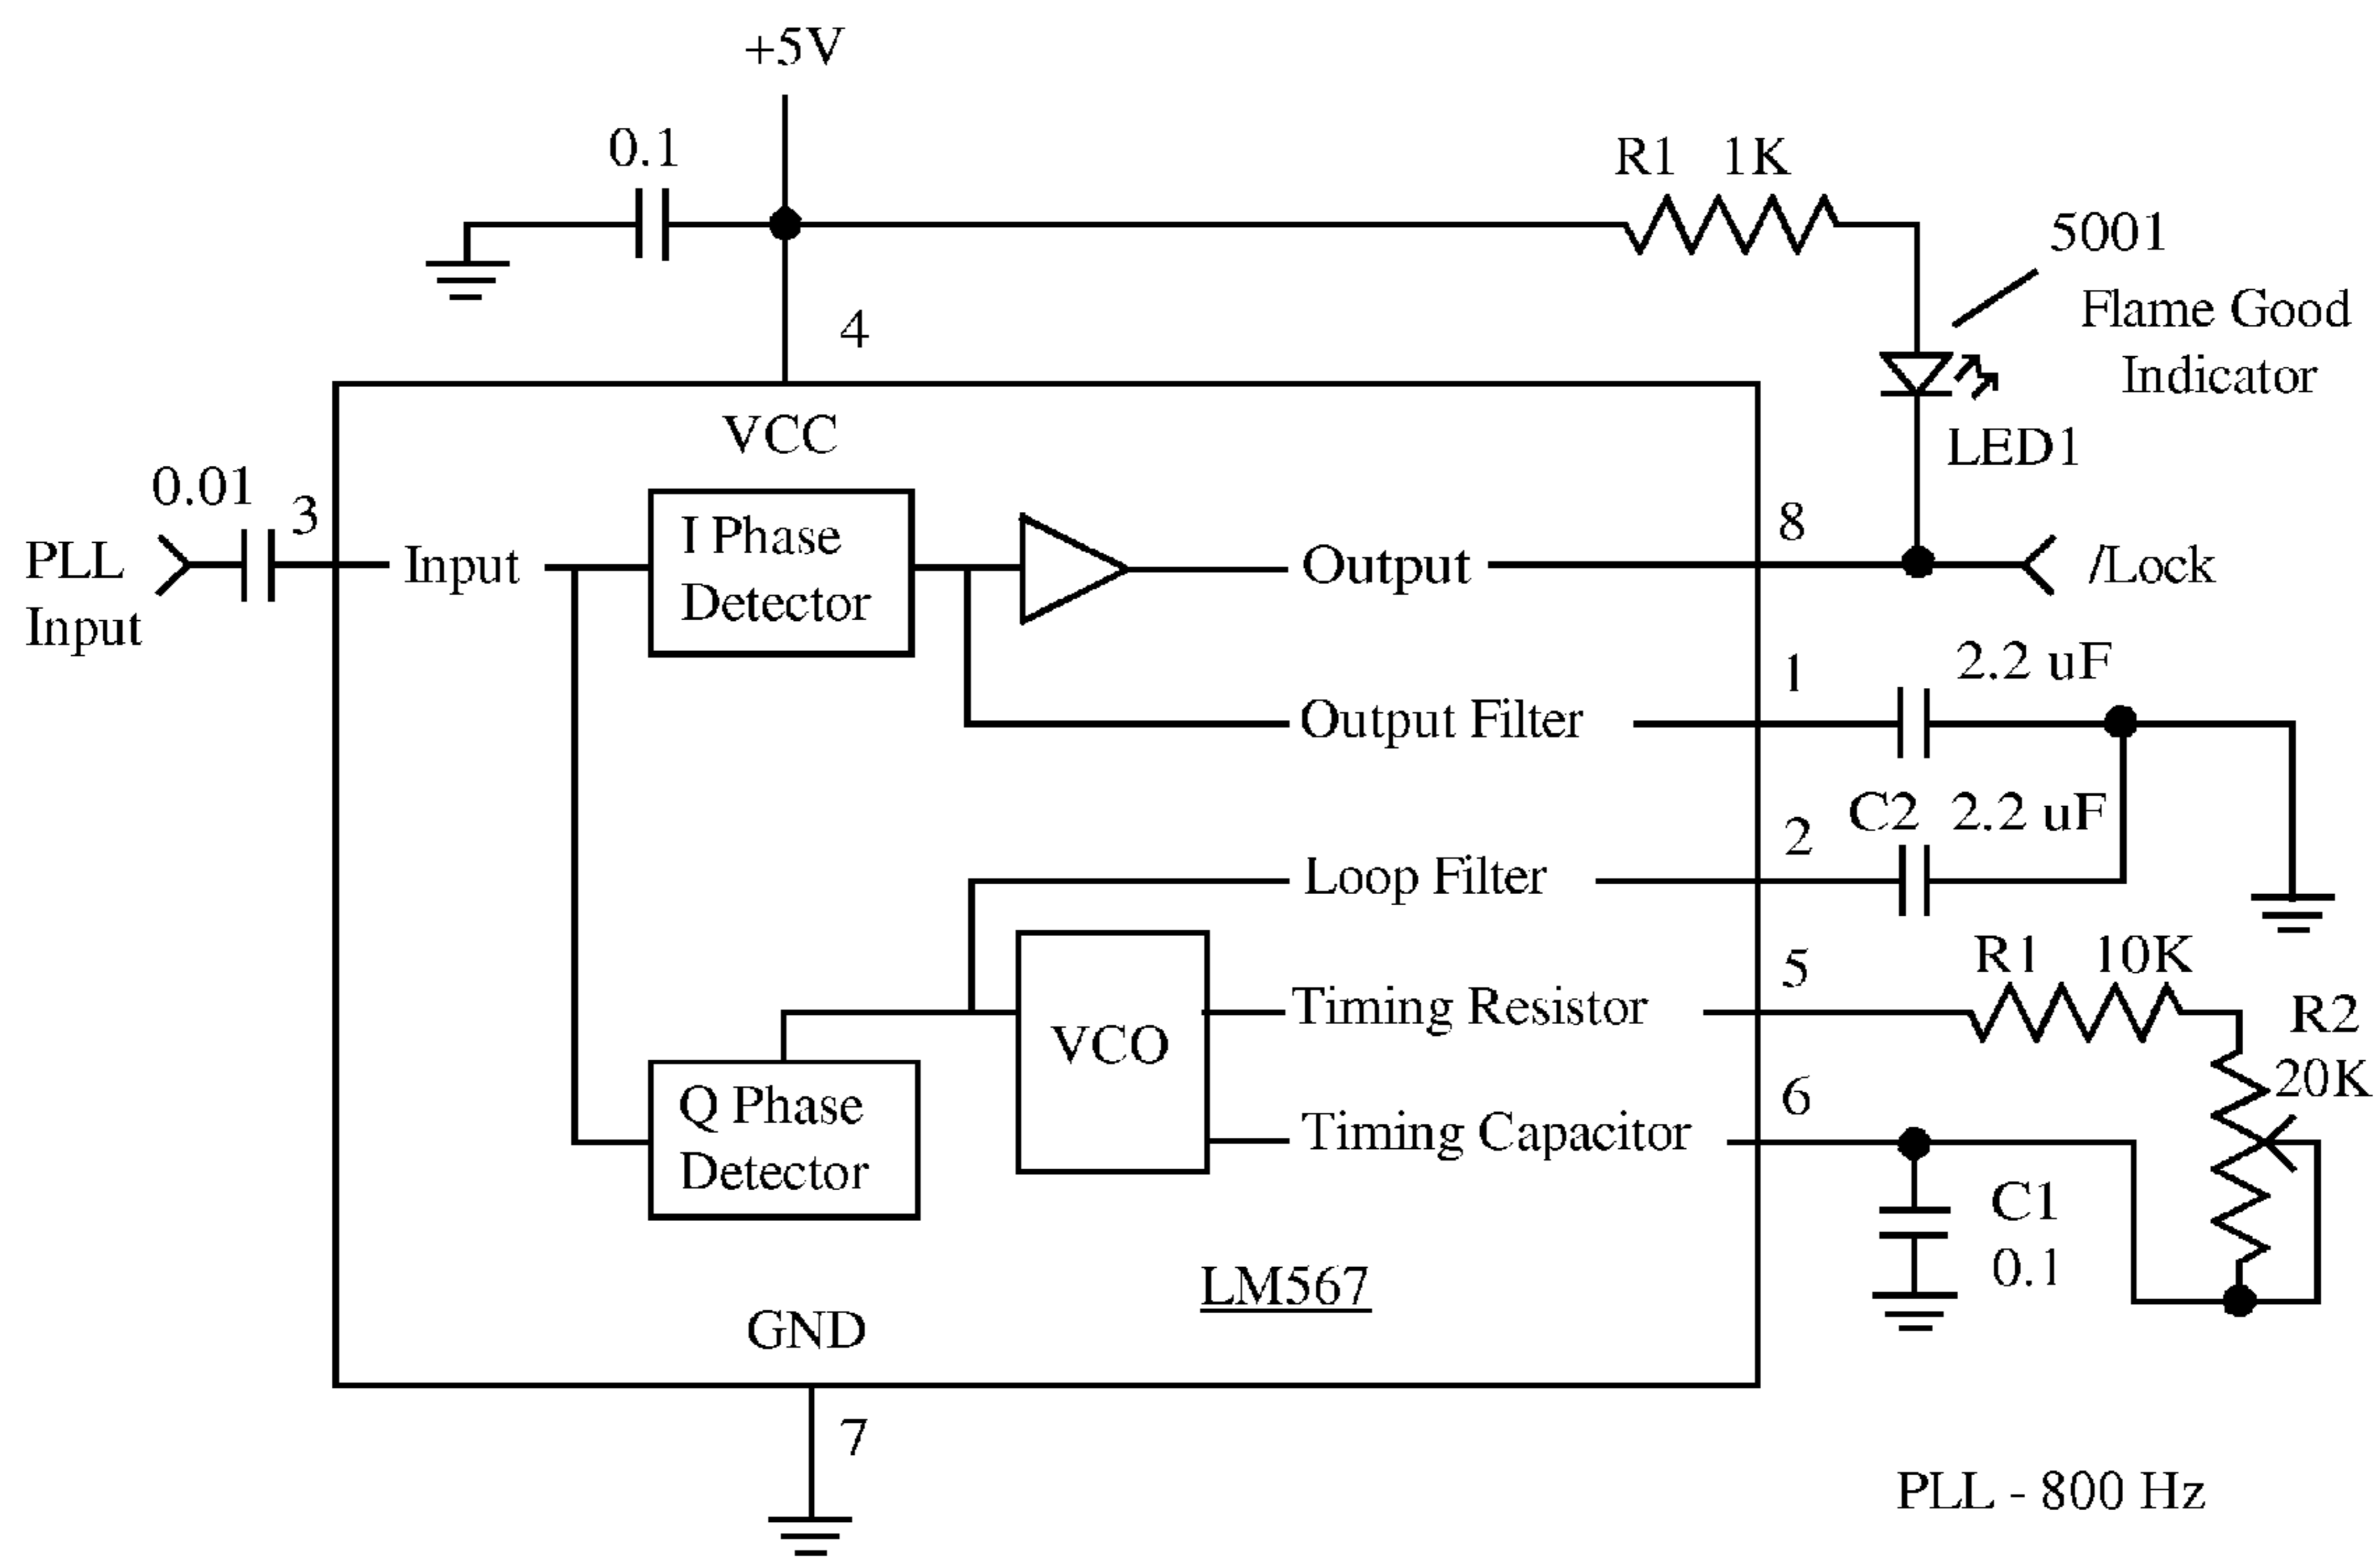 +5V
0.1
R1 1K
5001
Flame Good
Indicator
4
VCC
LED1
0.01
3
8
PLL
Input
Input
I Phase
Detector
Output
/Lock
1
2.2 uF
Output Filter
C2 2.2 uF
2
Loop Filter
R1 10K
5
R2
20K
Timing Resistor
VCO
6
Q Phase
Detector
Timing Capacitor
C1
0.1
LM567
GND
7
PLL - 800 Hz